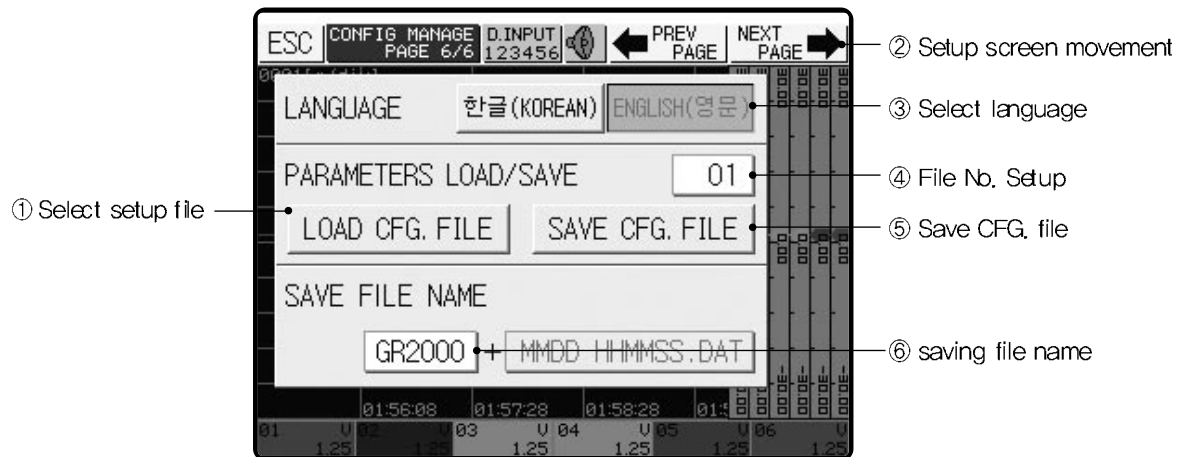 ESC CONFIG MANAGE PAGE 6/6 D.INPUT 123456 PREV PAGE NEXT PAGE
② Setup screen movement
LANGUAGE 한글(KOREAN) ENGLISH(영문)
③ Select language
PARAMETERS LOAD/SAVE 01
④ File No. Setup
① Select setup file
LOAD CFG. FILE SAVE CFG. FILE
⑤ Save CFG. file
SAVE FILE NAME
GR2000 + MMDD HHMMSS.DAT
⑥ saving file name
01:56:08 01:57:28 01:58:28 01:5
01 V 02 V 03 V 04 V 05 V 06 V
1.25 1.25 1.25 1.25 1.25 1.25